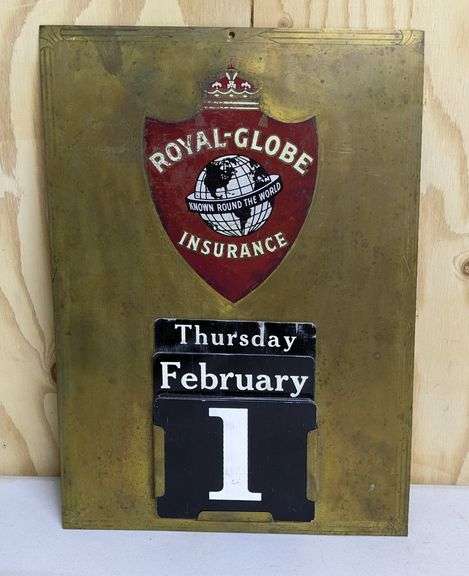 ROYAL-GLOBE
KNOWN ROUND THE WORLD
INSURANCE
Thursday
February
1